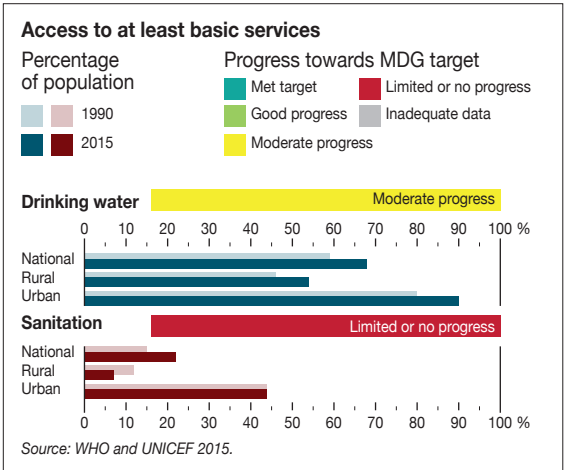 Access to at least basic services
Percentage
of population
1990
2015
Progress towards MDG target
Met target
Limited or no progress
Good progress
Inadequate data
Moderate progress
Drinking water
Moderate progress
0 10 20 30 40 50 60 70 80 90 100 %
National
Rural
Urban
Sanitation
Limited or no progress
National
Rural
Urban
0 10 20 30 40 50 60 70 80 90 100 %
Source: WHO and UNICEF 2015.